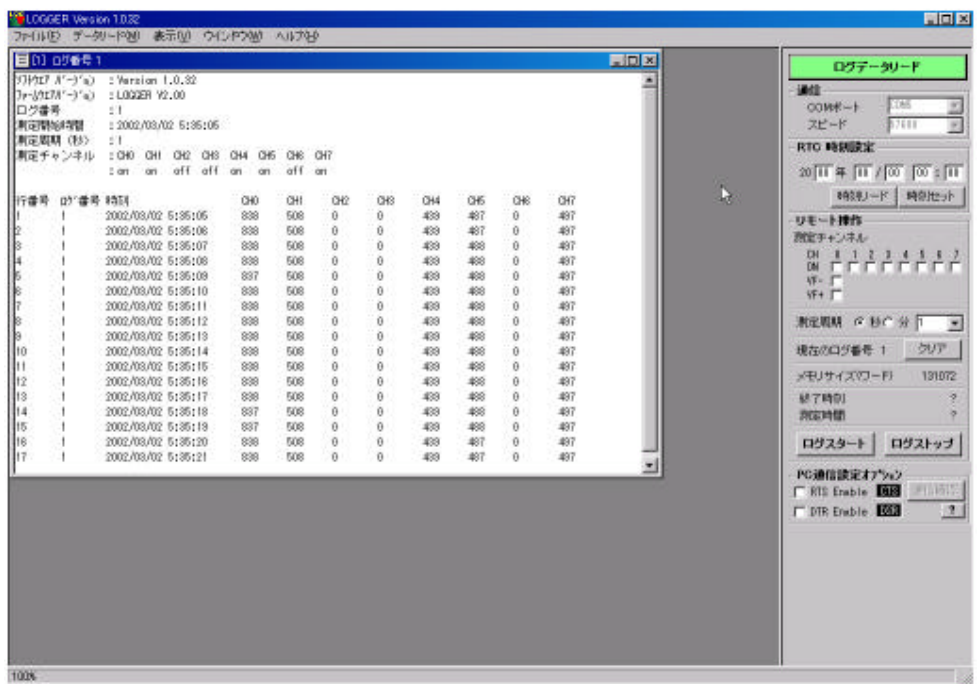 LOGGER Version 1.0.32
ファイル(F) データリード(W) 表示(V) ウインドウ(W) ヘルプ(H)
[1] ログ番号 1
ソフトウエア バージョン : Version 1.0.32
ファームウエアバージョン : LOGGER V2.00
ログ番号 : 1
測定開始時間 : 2002/03/02 5:35:05
測定周期 (秒) : 1
測定チャンネル : CH0 CH1 CH2 CH3 CH4 CH5 CH6 CH7
: on on off off on on off on
行番号 ログ番号 時刻 CH0 CH1 CH2 CH3 CH4 CH5 CH6 CH7
1 1 2002/03/02 5:35:05 838 508 0 0 439 487 0 497
2 1 2002/03/02 5:35:06 838 508 0 0 439 488 0 497
3 1 2002/03/02 5:35:07 838 508 0 0 439 488 0 497
4 1 2002/03/02 5:35:08 838 508 0 0 439 488 0 497
5 1 2002/03/02 5:35:09 837 508 0 0 439 488 0 497
6 1 2002/03/02 5:35:10 838 508 0 0 439 488 0 497
7 1 2002/03/02 5:35:11 838 508 0 0 439 488 0 497
8 1 2002/03/02 5:35:12 838 508 0 0 439 488 0 497
9 1 2002/03/02 5:35:13 838 508 0 0 439 488 0 497
10 1 2002/03/02 5:35:14 838 508 0 0 439 488 0 497
11 1 2002/03/02 5:35:15 838 508 0 0 439 488 0 497
12 1 2002/03/02 5:35:16 838 508 0 0 439 488 0 497
13 1 2002/03/02 5:35:17 838 508 0 0 439 488 0 497
14 1 2002/03/02 5:35:18 837 508 0 0 439 488 0 497
15 1 2002/03/02 5:35:19 837 508 0 0 439 488 0 497
16 1 2002/03/02 5:35:20 838 508 0 0 439 487 0 497
17 1 2002/03/02 5:35:21 838 508 0 0 439 487 0 497
100%
ログデータリード
通信
COMポート COM5
スピード 57600
RTC 時刻設定
20 00 年 00 / 00 00 : 00
時刻リード 時刻セット
リモート操作
測定チャンネル
CH 0 1 2 3 4 5 6 7
ON
VF-
VF+
測定周期 秒 分 1
現在のログ番号 1 クリア
メモリサイズ(ワード) 131072
終了時刻 ?
測定時間 ?
ログスタート ログストップ
PC通信設定オプション
RTS Enable CTS
DTR Enable DSR ?